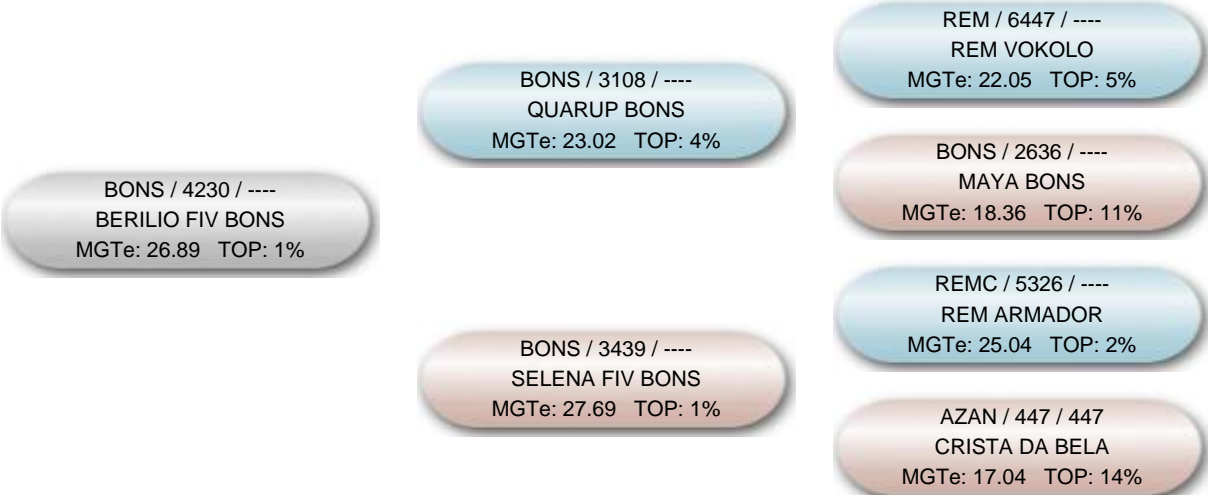 BONS / 4230 / ----
BERILIO FIV BONS
MGTe: 26.89 TOP: 1%
BONS / 3108 / ----
QUARUP BONS
MGTe: 23.02 TOP: 4%
BONS / 3439 / ----
SELENA FIV BONS
MGTe: 27.69 TOP: 1%
REM / 6447 / ----
REM VOKOLO
MGTe: 22.05 TOP: 5%
BONS / 2636 / ----
MAYA BONS
MGTe: 18.36 TOP: 11%
REMC / 5326 / ----
REM ARMADOR
MGTe: 25.04 TOP: 2%
AZAN / 447 / 447
CRISTA DA BELA
MGTe: 17.04 TOP: 14%